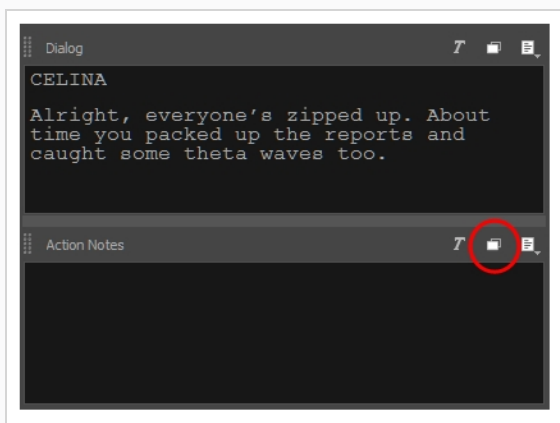 Dialog T
CELINA
Alright, everyone's zipped up. About
time you packed up the reports and
caught some theta waves too.
Action Notes T